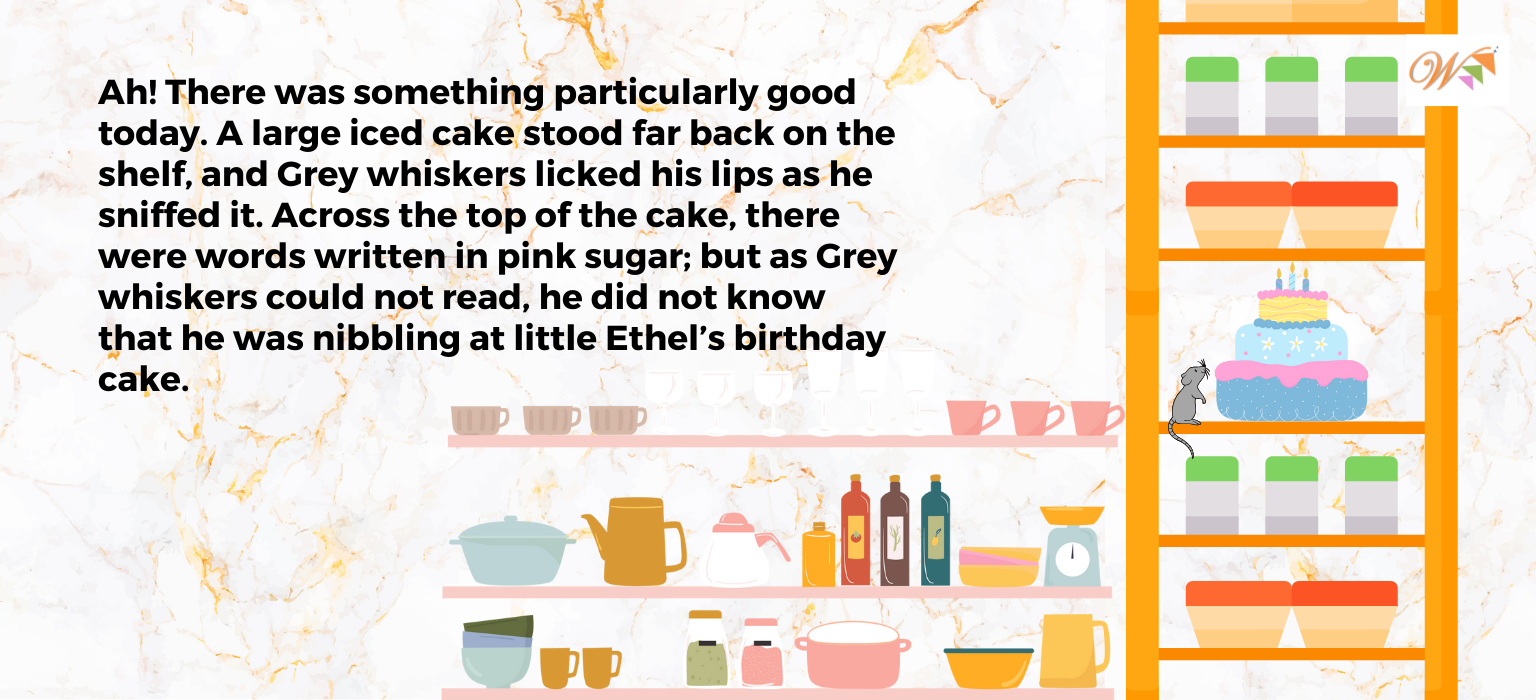 Ah! There was something particularly good
today. A large iced cake stood far back on the
shelf, and Grey whiskers licked his lips as he
sniffed it. Across the top of the cake, there
were words written in pink sugar; but as Grey
whiskers could not read, he did not know
that he was nibbling at little Ethel’s birthday
cake.
W